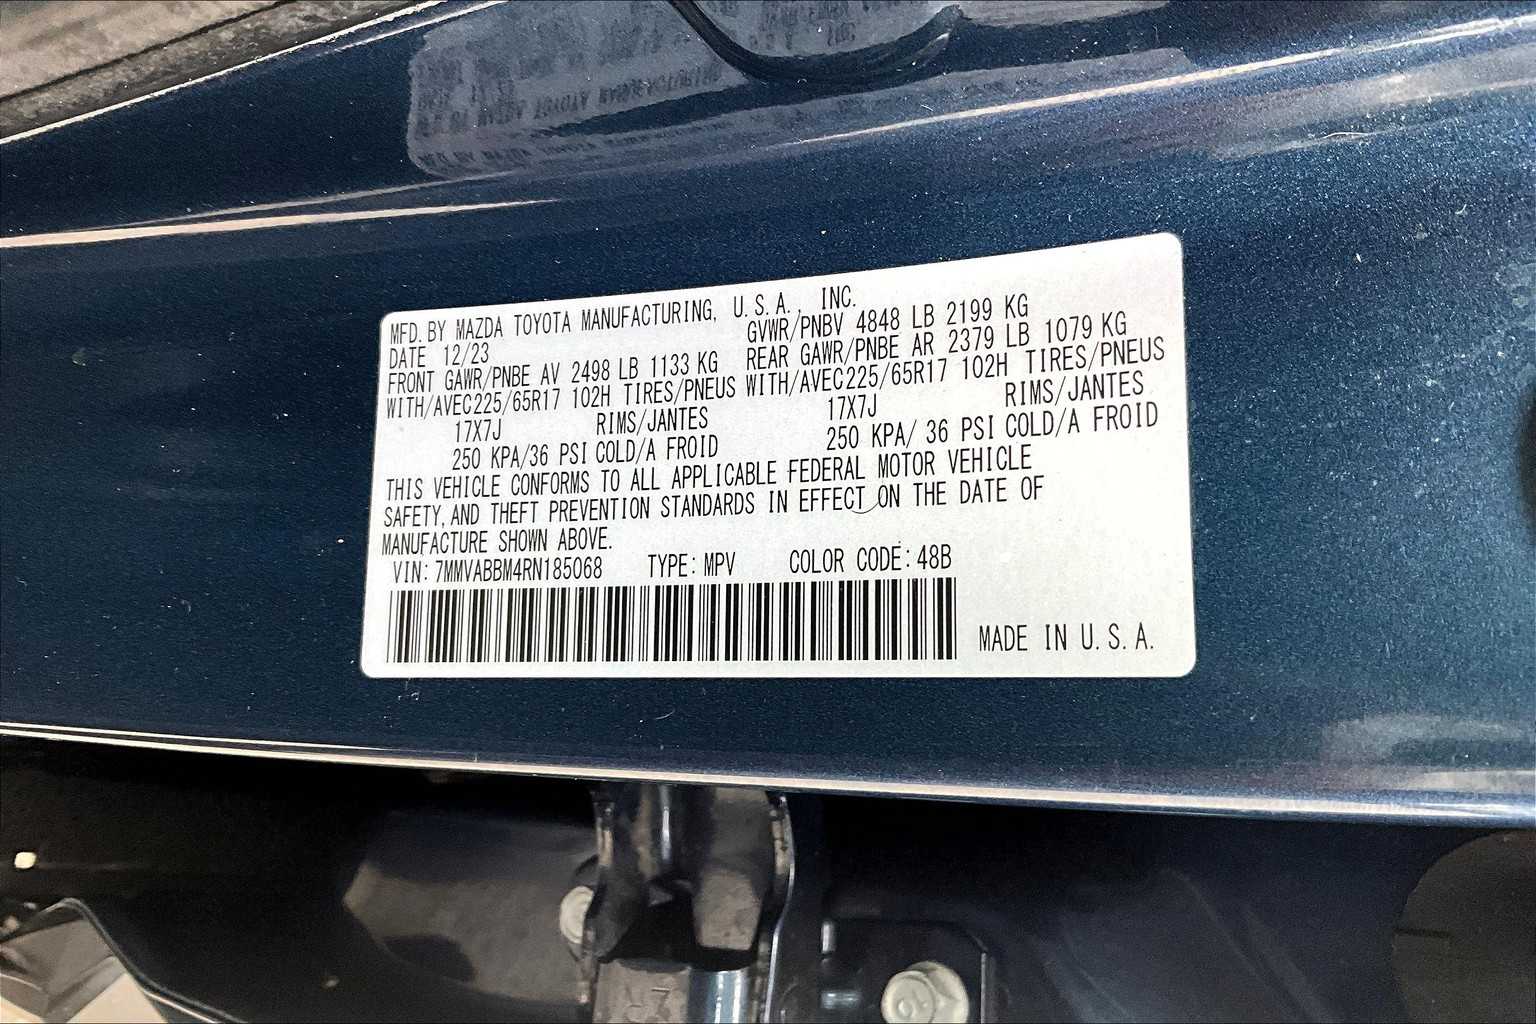 MFD. BY MAZDA TOYOTA MANUFACTURING, U.S.A., INC.
DATE 12/23 GVWR/PNBV 4848 LB 2199 KG
FRONT GAWR/PNBE AV 2498 LB 1133 KG REAR GAWR/PNBE AR 2379 LB 1079 KG
WITH/AVEC225/65R17 102H TIRES/PNEUS WITH/AVEC225/65R17 102H TIRES/PNEUS
17X7J RIMS/JANTES 17X7J RIMS/JANTES
250 KPA/36 PSI COLD/A FROID 250 KPA/ 36 PSI COLD/A FROID
THIS VEHICLE CONFORMS TO ALL APPLICABLE FEDERAL MOTOR VEHICLE
SAFETY, AND THEFT PREVENTION STANDARDS IN EFFECT ON THE DATE OF
MANUFACTURE SHOWN ABOVE.
VIN: 7MMVABBM4RN185068 TYPE: MPV COLOR CODE: 48B
MADE IN U.S.A.